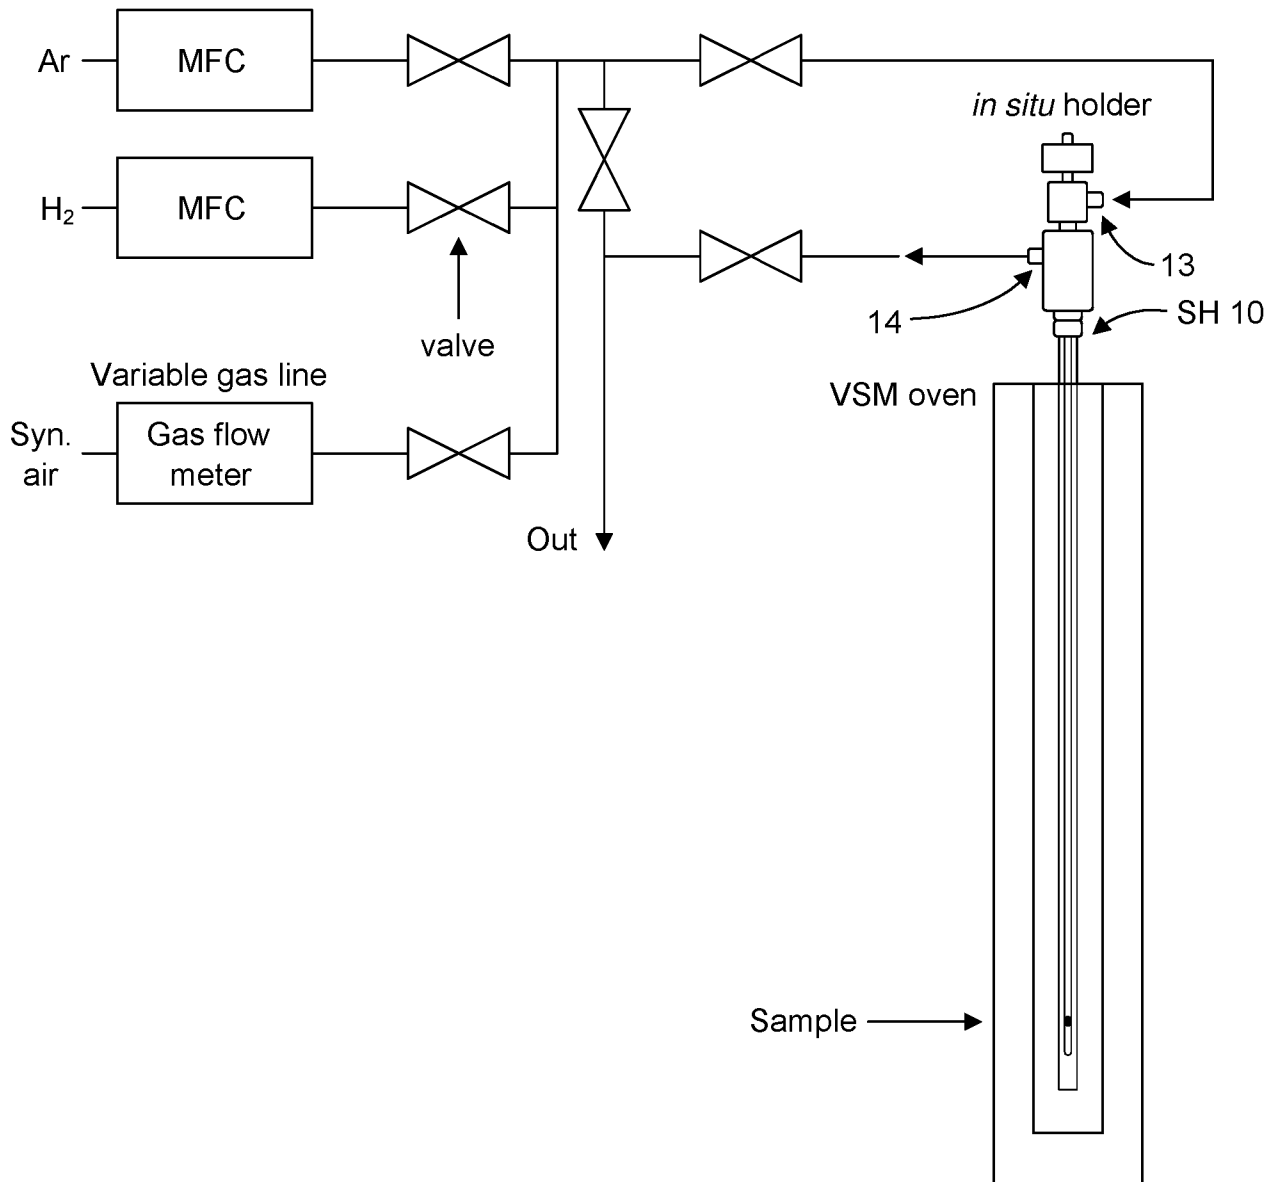 Ar
MFC
in situ holder
H₂
MFC
13
14
SH 10
valve
Variable gas line
VSM oven
Syn.
air
Gas flow
meter
Out
Sample